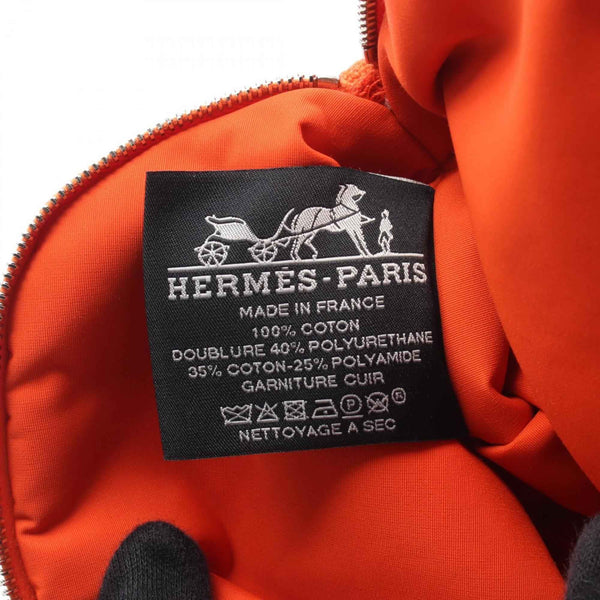 HERMÈS-PARIS
MADE IN FRANCE
100% COTON
DOUBLURE 40% POLYURETHANE
35% COTON-25% POLYAMIDE
GARNITURE CUIR
P ®
NETTOYAGE A SEC